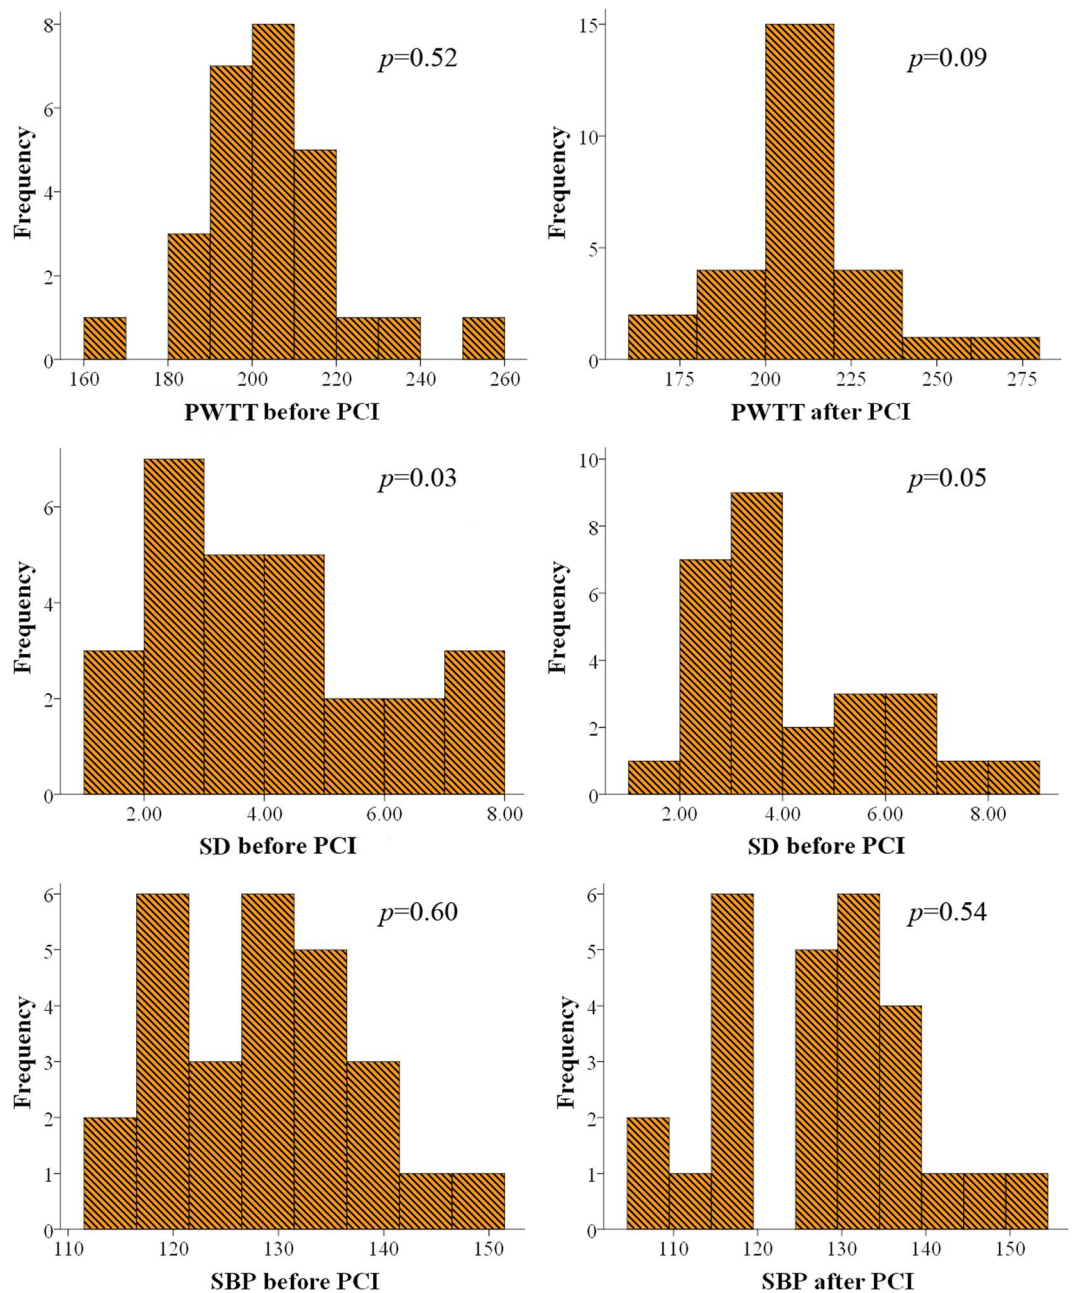 8
6
4
2
0
Frequency
p=0.52
160 180 200 220 240 260
PWTT before PCI
15
10
5
0
Frequency
p=0.09
175 200 225 250 275
PWTT after PCI
6
4
2
0
Frequency
p=0.03
2.00 4.00 6.00 8.00
SD before PCI
10
8
6
4
2
0
Frequency
p=0.05
2.00 4.00 6.00 8.00
SD before PCI
6
5
4
3
2
1
0
Frequency
p=0.60
110 120 130 140 150
SBP before PCI
6
5
4
3
2
1
0
Frequency
p=0.54
110 120 130 140 150
SBP after PCI